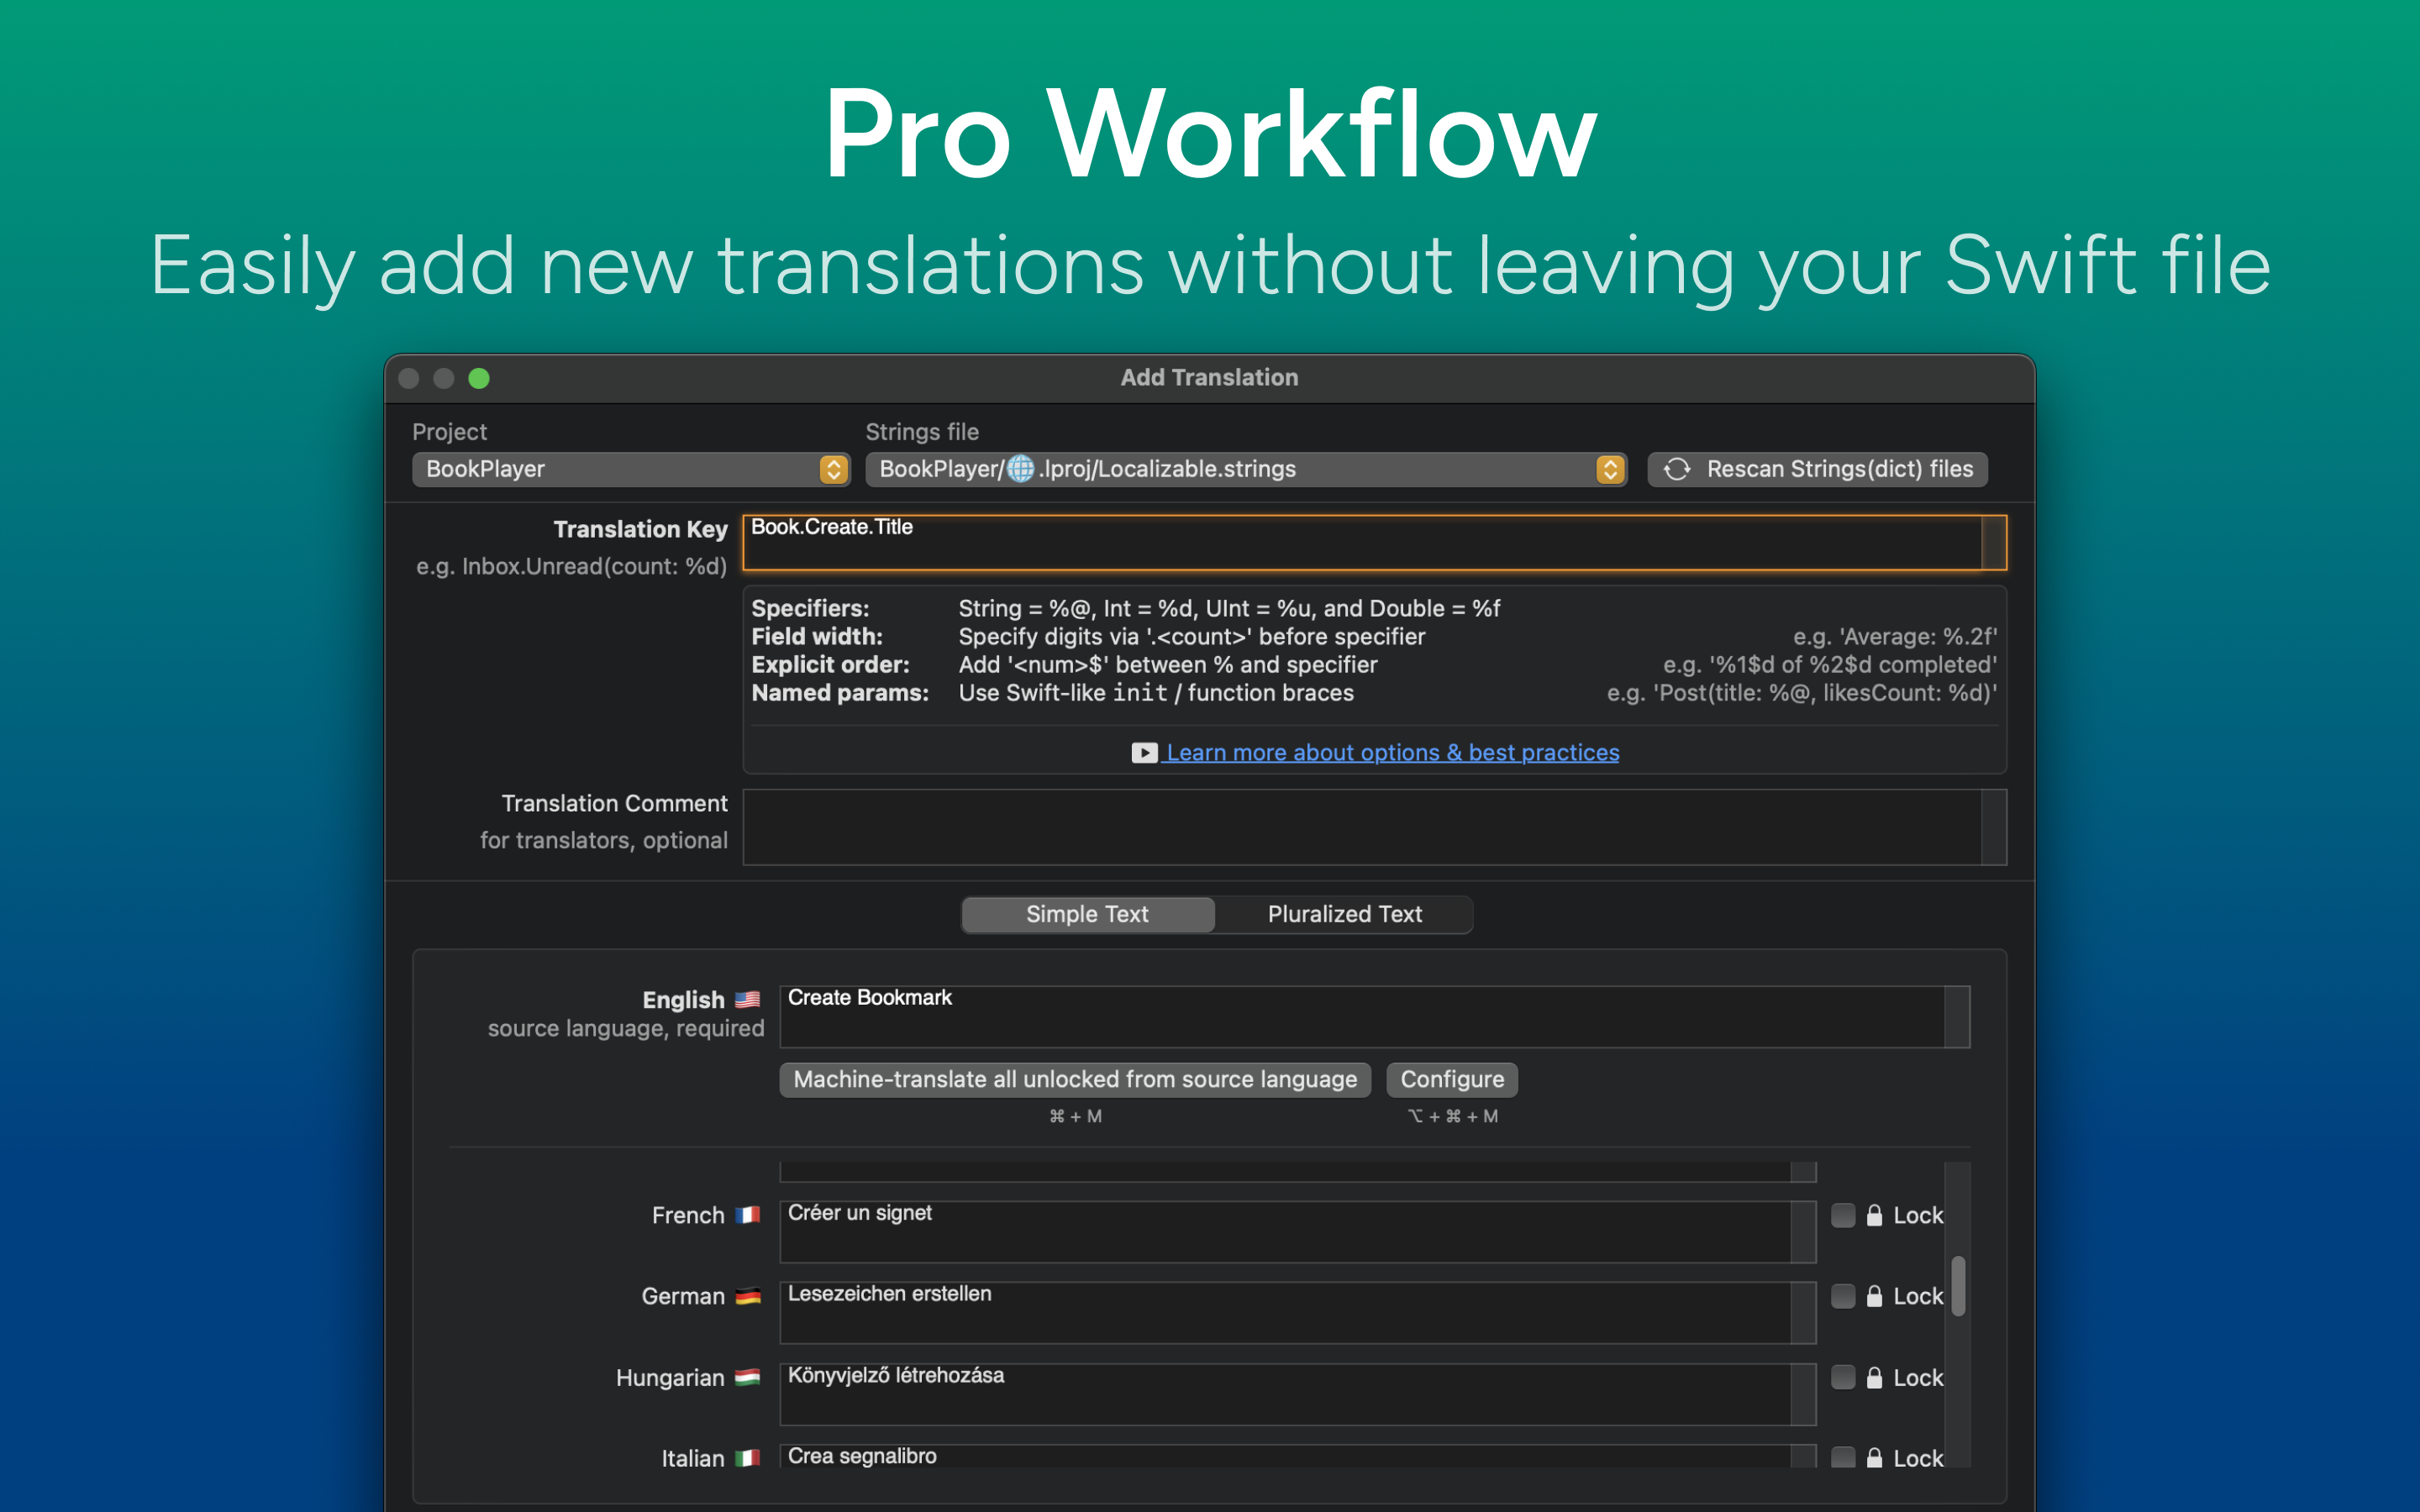 Pro Workflow
Easily add new translations without leaving your Swift file
Add Translation
Project
Strings file
BookPlayer
BookPlayer/🌐.lproj/Localizable.strings
Rescan Strings(dict) files
Translation Key
e.g. Inbox.Unread(count: %d)
Book.Create.Title
Specifiers: String = %@, Int = %d, UInt = %u, and Double = %f
Field width: Specify digits via '.<count>' before specifier e.g. 'Average: %.2f'
Explicit order: Add '<num>$' between % and specifier e.g. '%1$d of %2$d completed'
Named params: Use Swift-like init / function braces e.g. 'Post(title: %@, likesCount: %d)'
Learn more about options & best practices
Translation Comment
for translators, optional
Simple Text
Pluralized Text
English 🇺🇸
source language, required
Create Bookmark
Machine-translate all unlocked from source language
Configure
⌘ + M
⌥ + ⌘ + M
French 🇫🇷 Créer un signet Lock
German 🇩🇪 Lesezeichen erstellen Lock
Hungarian 🇭🇺 Könyvjelző létrehozása Lock
Italian 🇮🇹 Crea segnalibro Lock